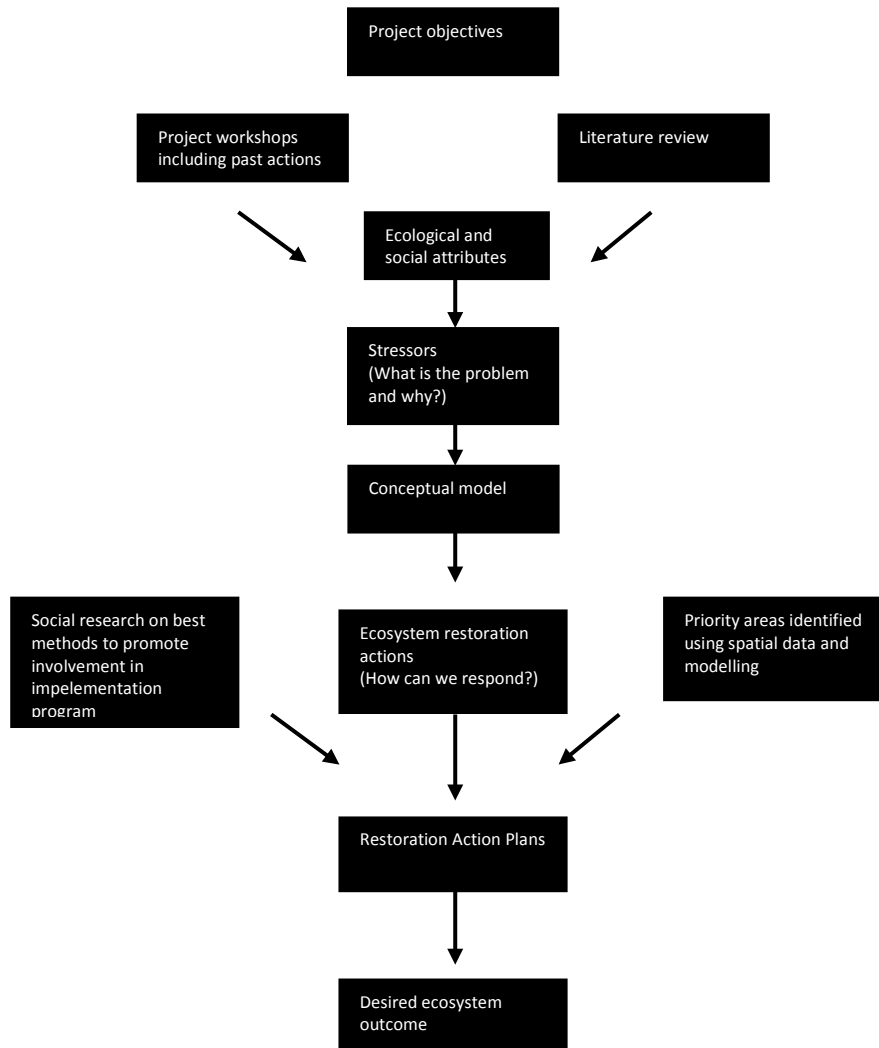 Project objectives
Project workshops
including past actions
Literature review
Ecological and
social attributes
Stressors
(What is the problem
and why?)
Conceptual model
Social research on best
methods to promote
involvement in
impelementation
program
Ecosystem restoration
actions
(How can we respond?)
Priority areas identified
using spatial data and
modelling
Restoration Action Plans
Desired ecosystem
outcome